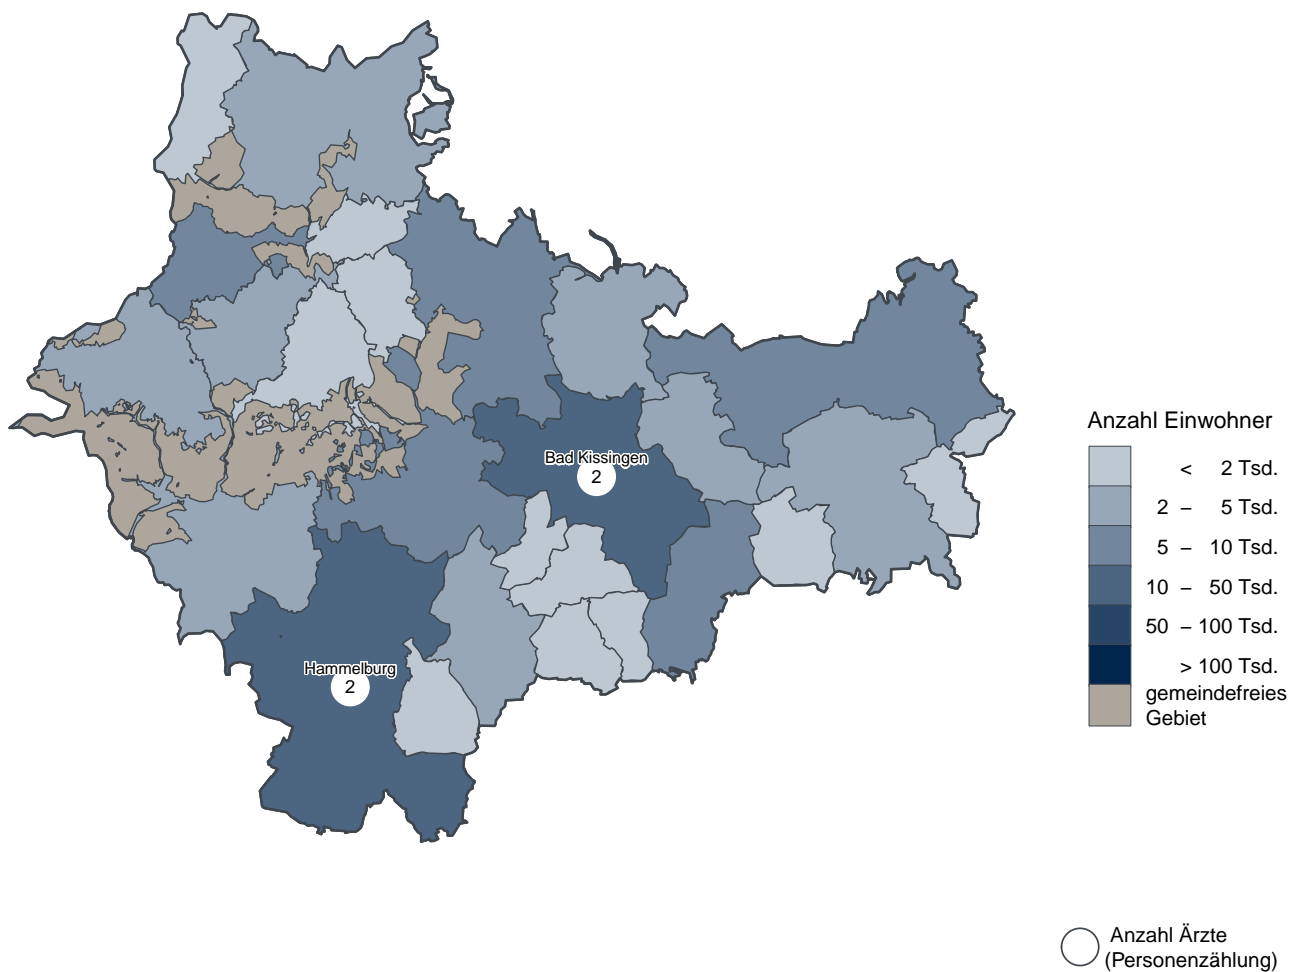 Bad Kissingen
2
Hammelburg
2
Anzahl Einwohner
< 2 Tsd.
2 – 5 Tsd.
5 – 10 Tsd.
10 – 50 Tsd.
50 – 100 Tsd.
> 100 Tsd.
gemeindefreies
Gebiet
Anzahl Ärzte
(Personenzählung)